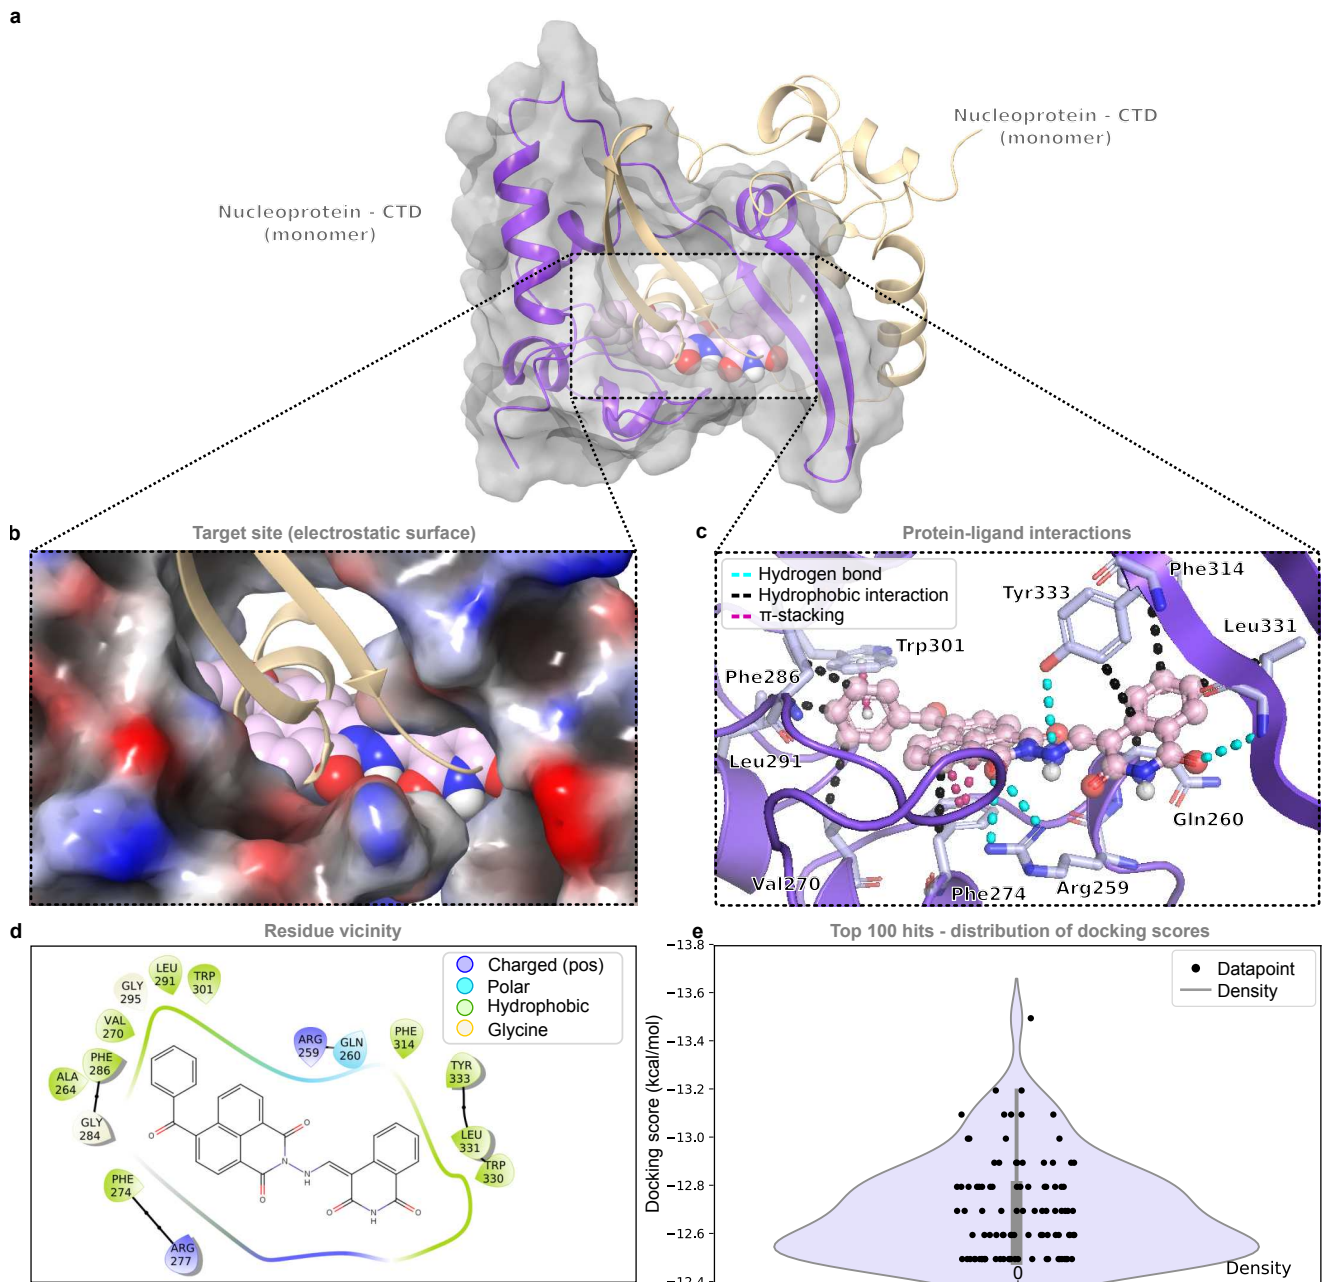 a
Nucleoprotein - CTD
(monomer)
Nucleoprotein - CTD
(monomer)
b
Target site (electrostatic surface)
c
Protein-ligand interactions
Hydrogen bond
Hydrophobic interaction
π-stacking
Phe314
Tyr333
Leu331
Trp301
Phe286
Leu291
Gln260
Val270
Phe274
Arg259
d
Residue vicinity
Charged (pos)
Polar
Hydrophobic
Glycine
LEU
291
TRP
301
GLY
295
VAL
270
PHE
286
ALA
264
GLY
284
PHE
274
ARG
277
ARG
259
GLN
260
PHE
314
TYR
333
LEU
331
TRP
330
O
O
O
N
N
H
O
O
N
H
O
e
Top 100 hits - distribution of docking scores
Datapoint
Density
Docking score (kcal/mol)
−13.8
−13.6
−13.4
−13.2
−13.0
−12.8
−12.6
−12.4
0
Density